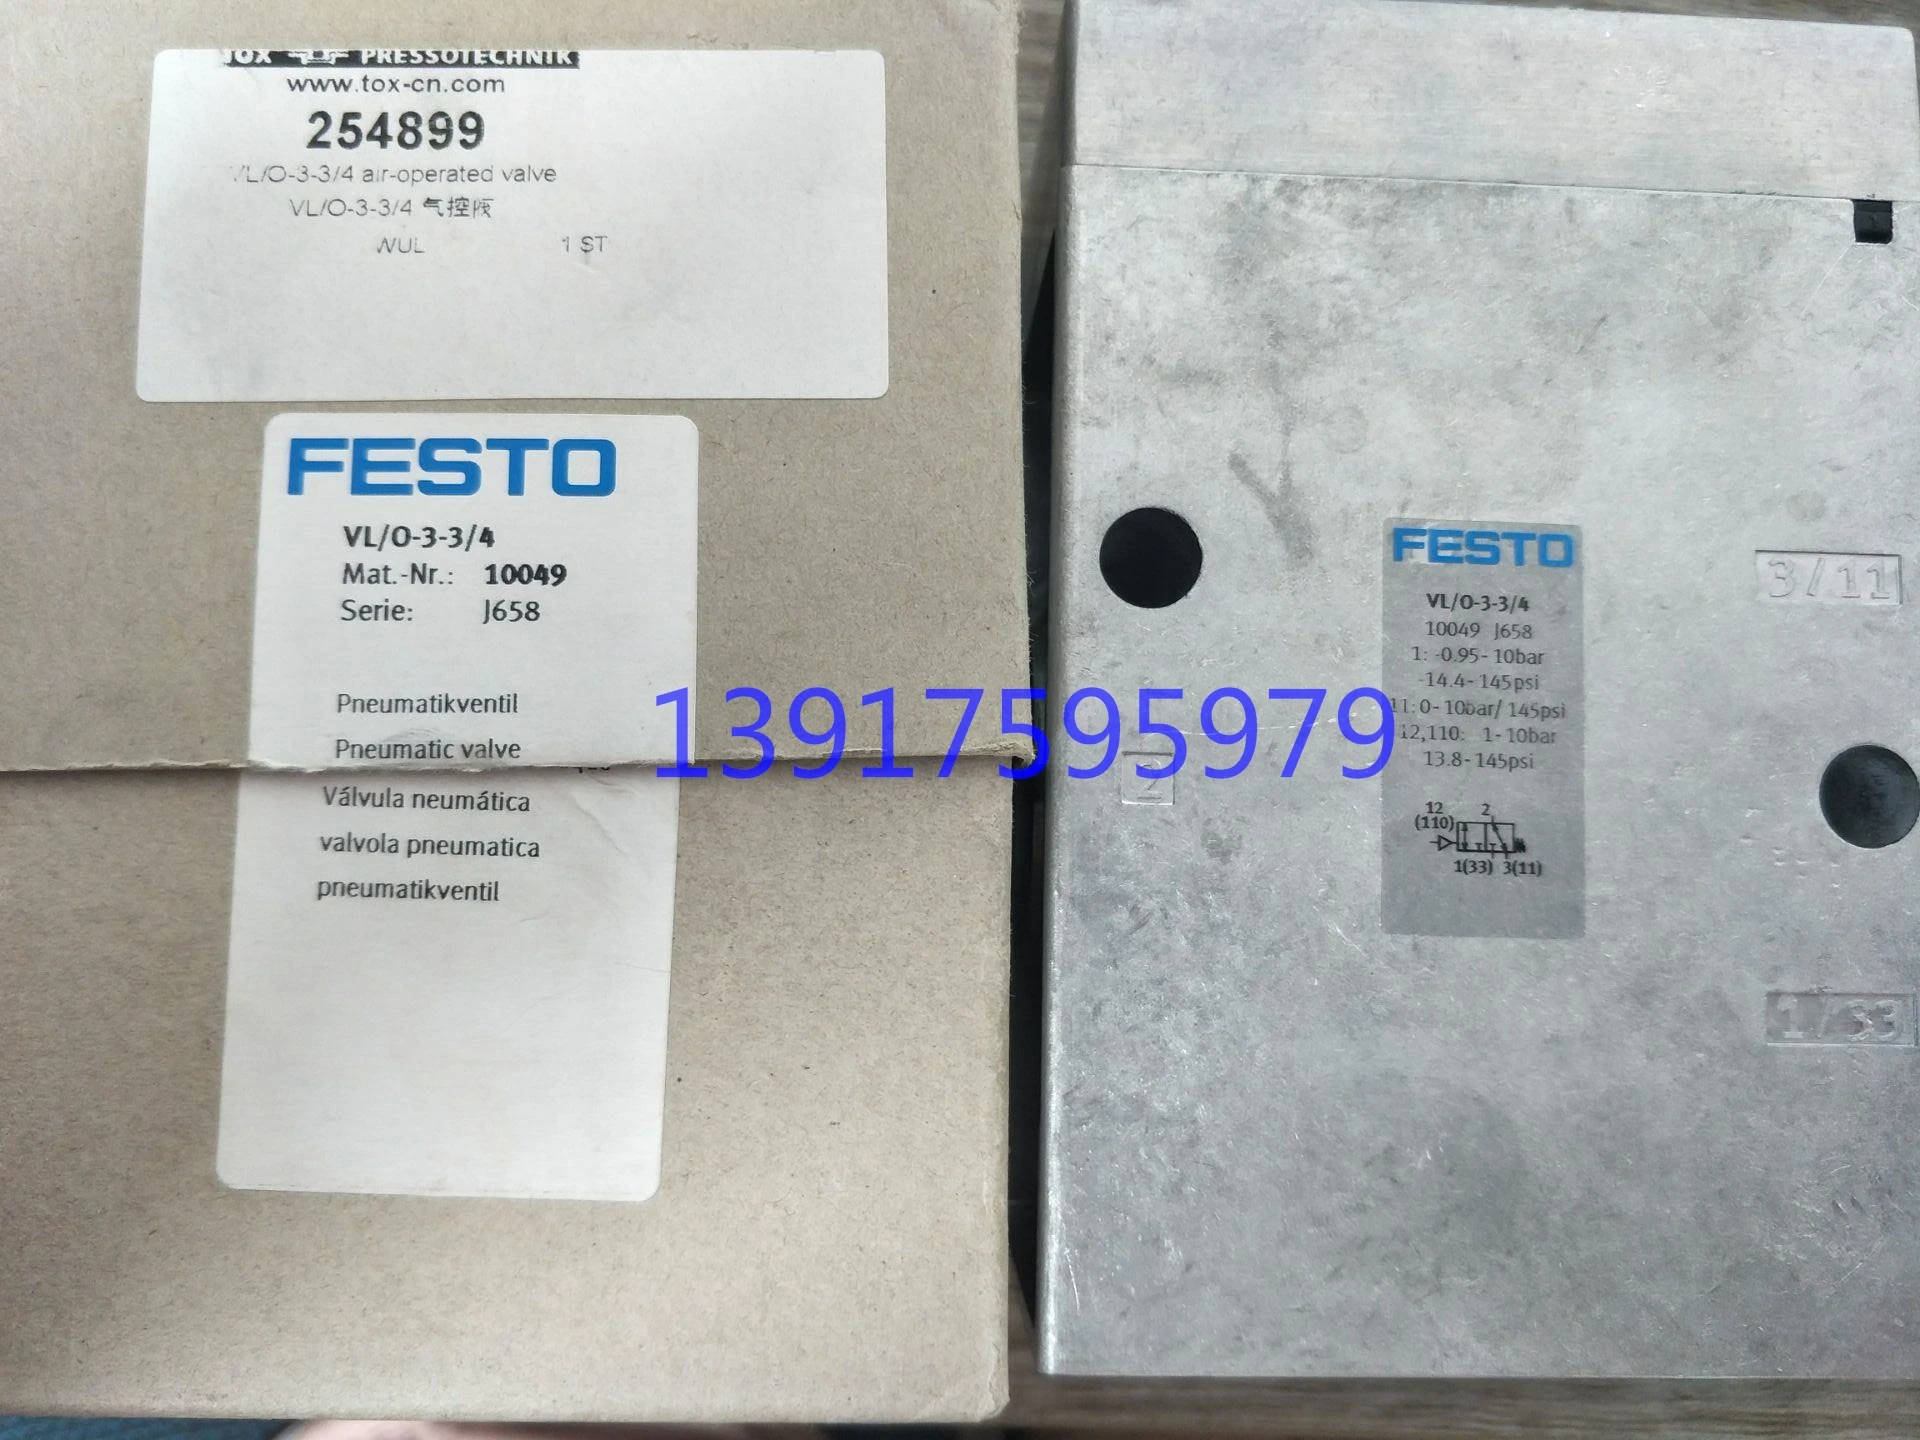 TOX PRESSOTECHNIK
www.tox-cn.com
254899
VL/O-3-3/4 air-operated valve
VL/O-3-3/4 气控阀
WUL 1 ST
FESTO
VL/O-3-3/4
Mat.-Nr.: 10049
Serie: J658
Pneumatikventil
Pneumatic valve
Válvula neumática
valvola pneumatica
pneumatikventil
13917595979
FESTO
VL/O-3-3/4
10049 J658
1: -0.95-10bar
-14.4-145psi
11:0-10bar/ 145psi
12,110: 1-10bar
13.8-145psi
12 2
(110)
1(33) 3(11)
3/11
2
1/33